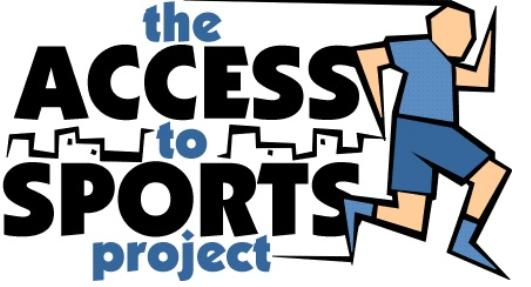 the
ACCESS
to
SPORTS
project